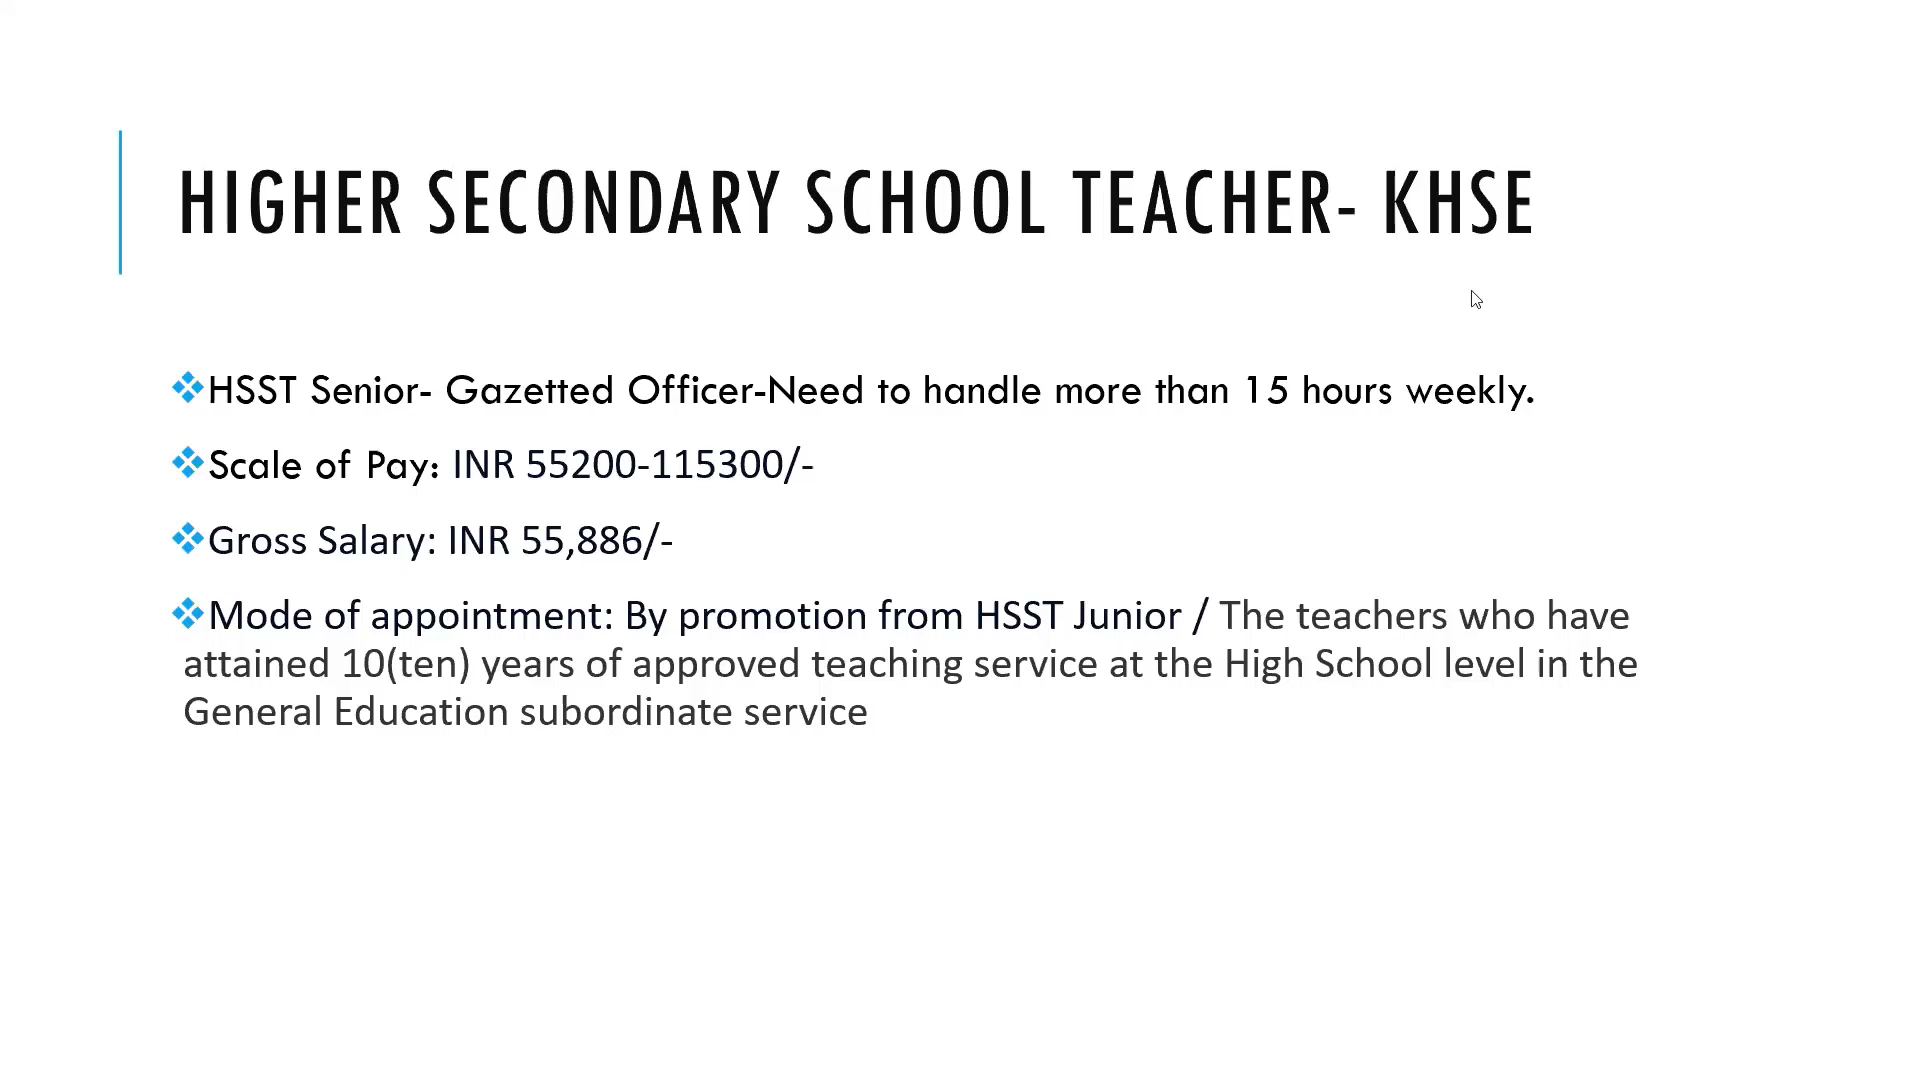 HIGHER SECONDARY SCHOOL TEACHER- KHSE
HSST Senior- Gazetted Officer-Need to handle more than 15 hours weekly.
Scale of Pay: INR 55200-115300/-
Gross Salary: INR 55,886/-
Mode of appointment: By promotion from HSST Junior / The teachers who have
attained 10(ten) years of approved teaching service at the High School level in the
General Education subordinate service